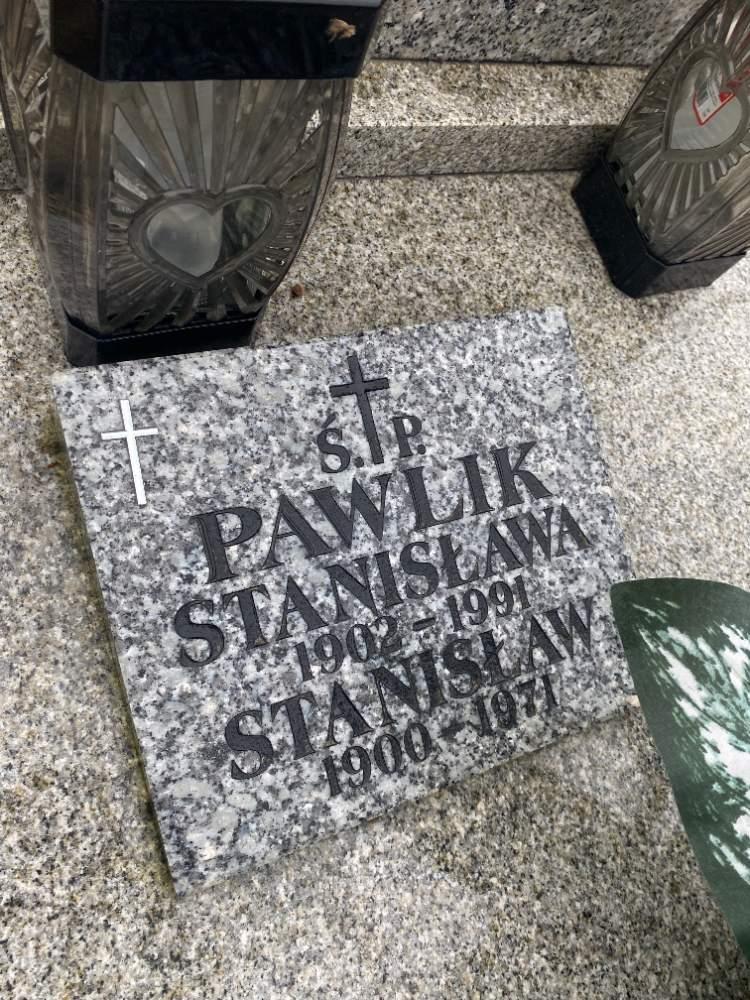 Ś. P.
PAWLIK
STANISŁAWA
1902 - 1991
STANISŁAW
1900 - 1971